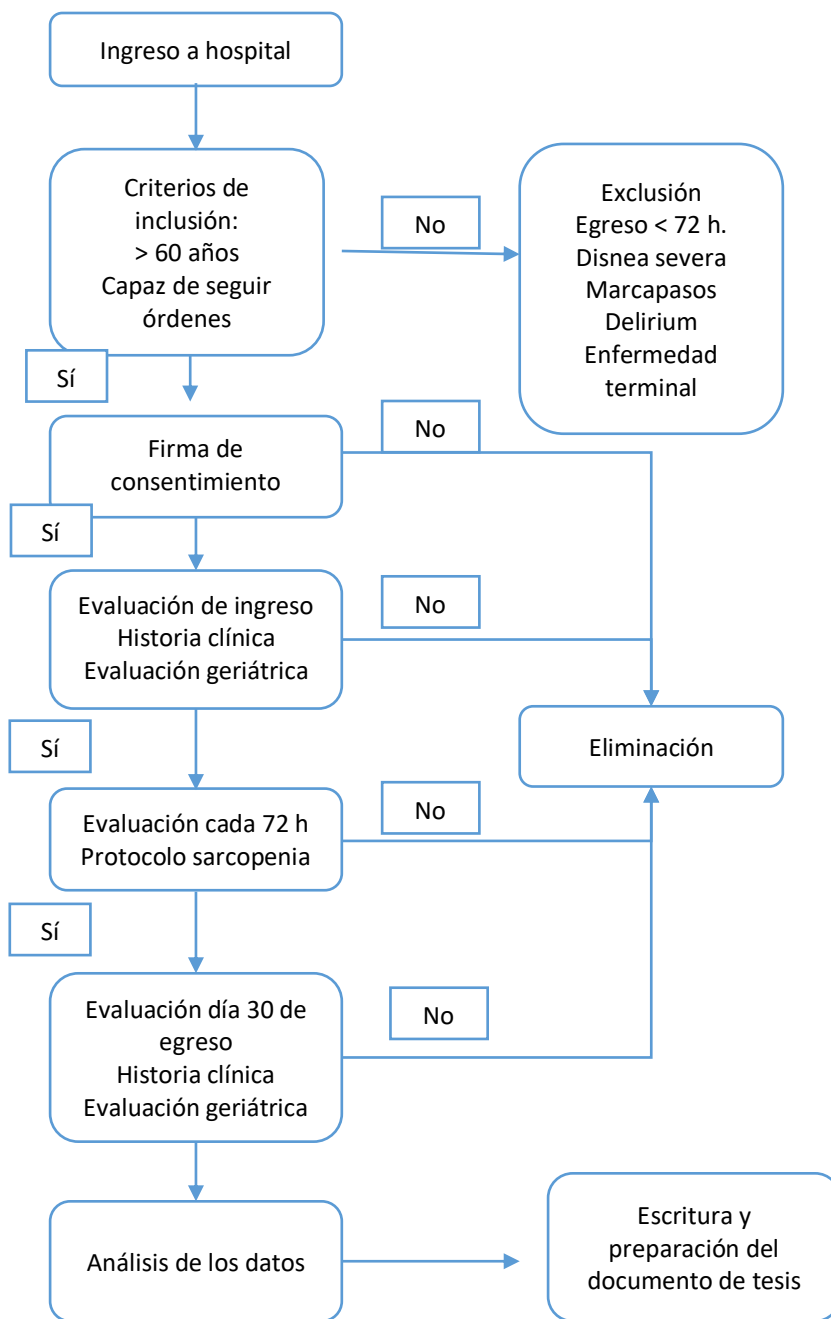 Ingreso a hospital
Criterios de
inclusión:
> 60 años
Capaz de seguir
órdenes
No
Exclusión
Egreso < 72 h.
Disnea severa
Marcapasos
Delirium
Enfermedad
terminal
Sí
Firma de
consentimiento
No
Sí
Evaluación de ingreso
Historia clínica
Evaluación geriátrica
No
Eliminación
Sí
Evaluación cada 72 h
Protocolo sarcopenia
No
Sí
Evaluación día 30 de
egreso
Historia clínica
Evaluación geriátrica
No
Análisis de los datos
Escritura y
preparación del
documento de tesis